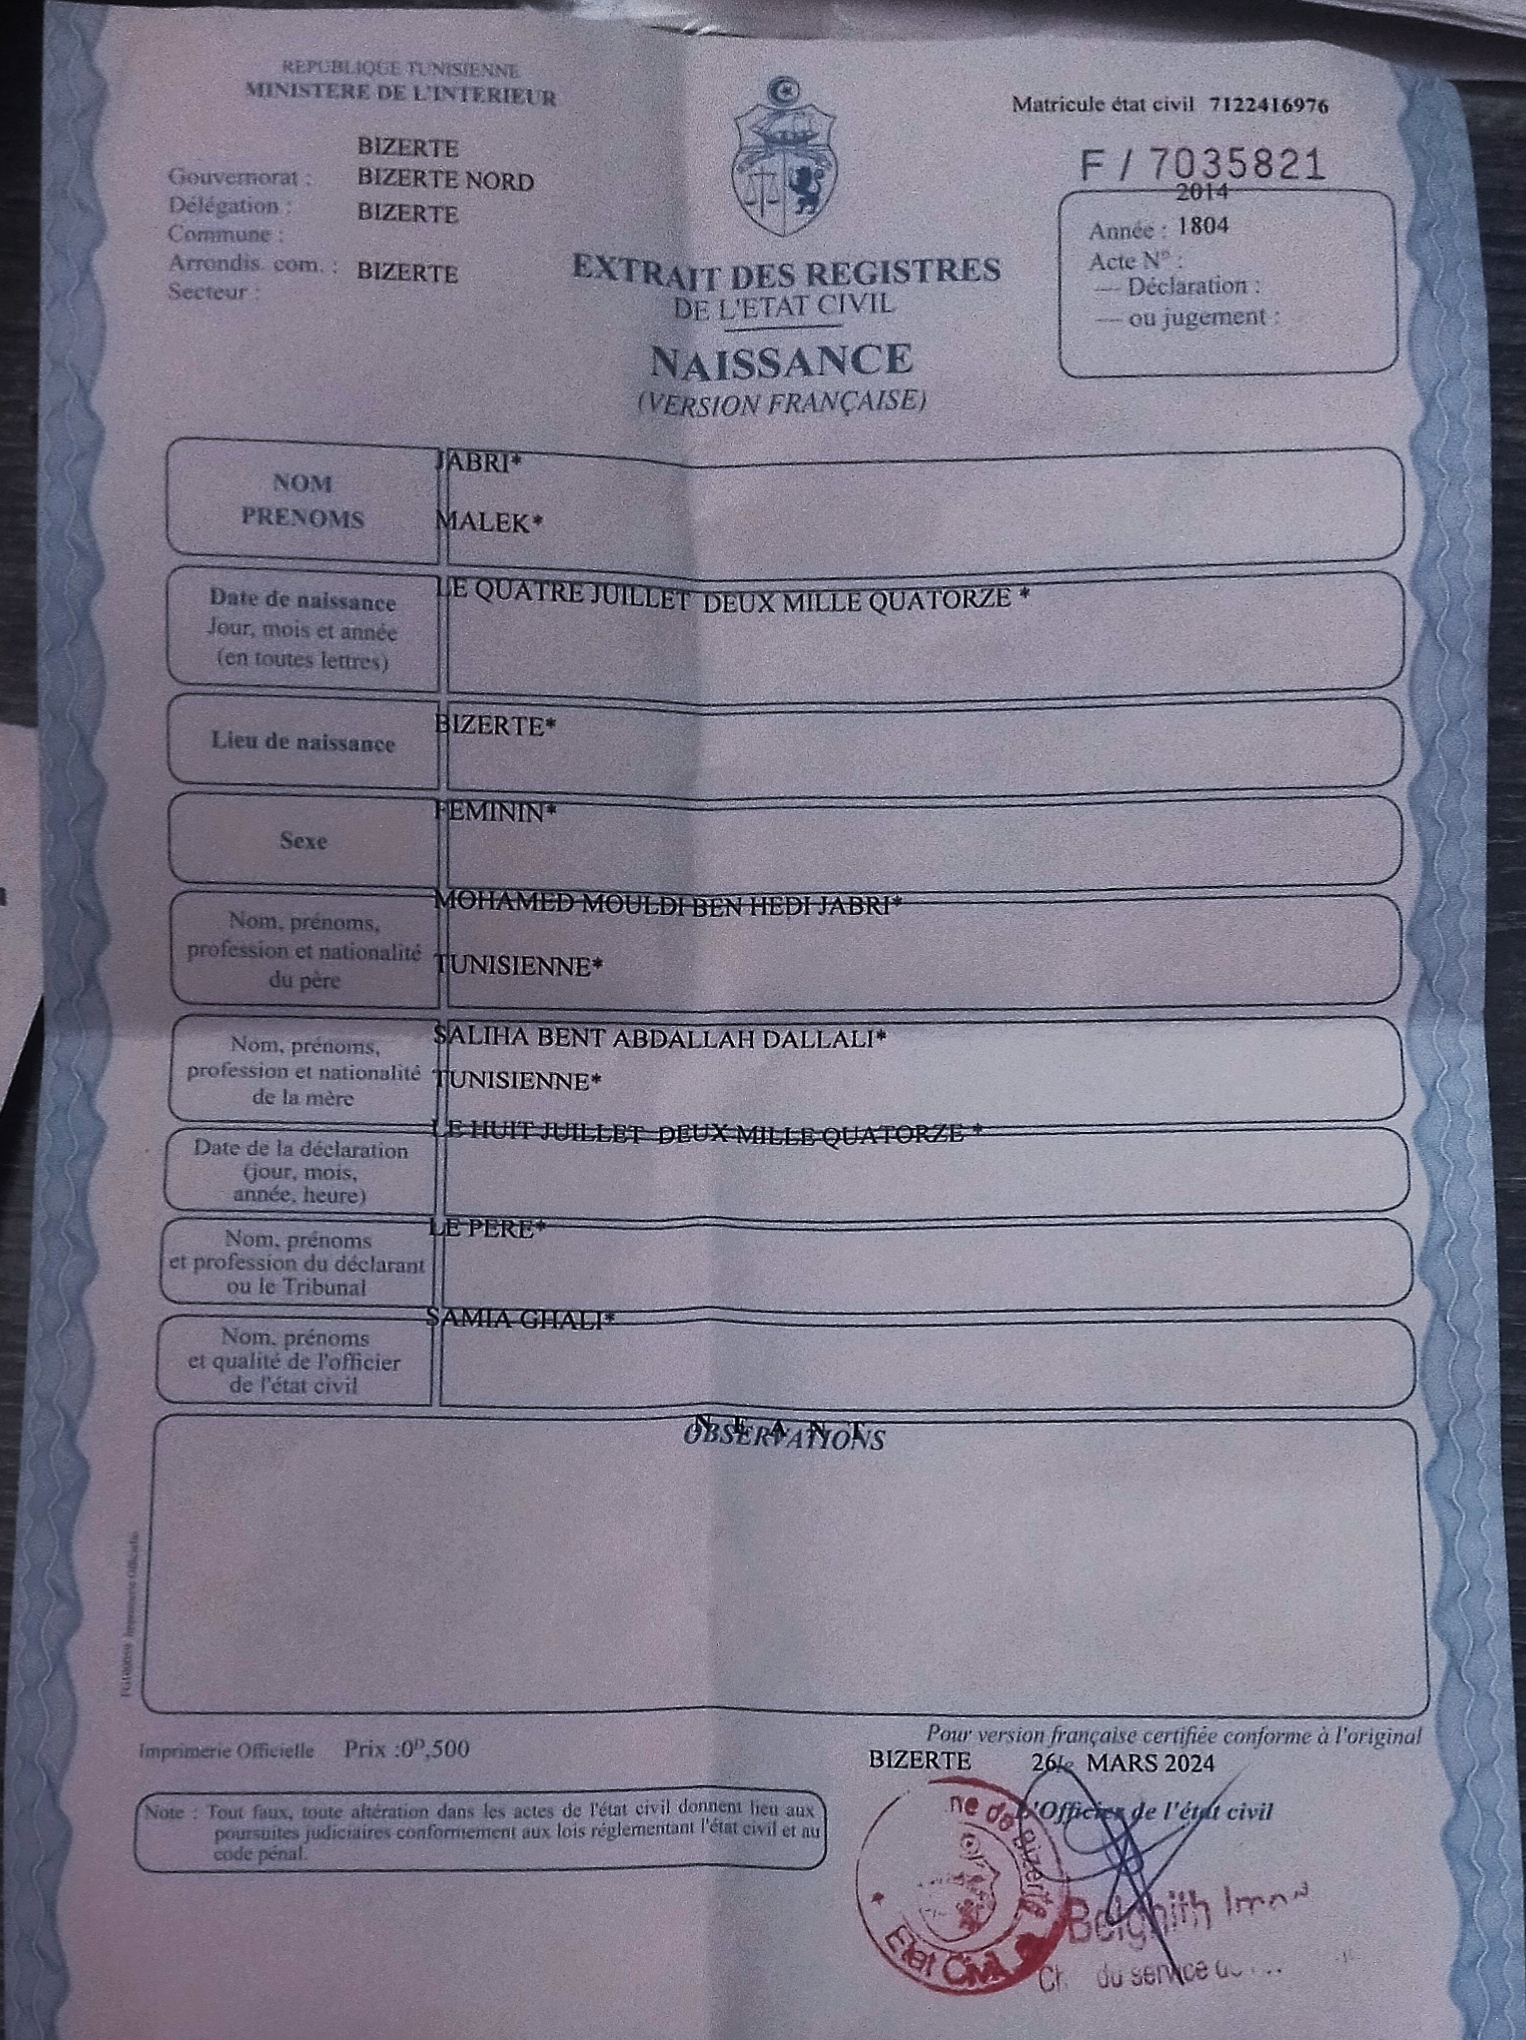 REPUBLIQUE TUNISIENNE
MINISTERE DE L'INTERIEUR
Matricule état civil 7122416976
F / 7035821
BIZERTE
Gouvernorat : BIZERTE NORD
Délégation : BIZERTE
Commune :
Arrondis. com. : BIZERTE
Secteur :
2014
Année : 1804
Acte N° :
— Déclaration :
— ou jugement :
EXTRAIT DES REGISTRES
DE L'ETAT CIVIL
NAISSANCE
(VERSION FRANÇAISE)
NOM
PRENOMS
JABRI*
MALEK*
Date de naissance
Jour, mois et année
(en toutes lettres)
LE QUATRE JUILLET DEUX MILLE QUATORZE *
Lieu de naissance
BIZERTE*
Sexe
FEMININ*
Nom, prénoms,
profession et nationalité
du père
MOHAMED MOULDI BEN HEDI JABRI*
TUNISIENNE*
Nom, prénoms,
profession et nationalité
de la mère
SALIHA BENT ABDALLAH DALLALI*
TUNISIENNE*
Date de la déclaration
(jour, mois,
année, heure)
LE HUIT JUILLET DEUX MILLE QUATORZE *
Nom, prénoms
et profession du déclarant
ou le Tribunal
LE PERE*
Nom, prénoms
et qualité de l'officier
de l'état civil
SAMIA GHALI*
N E A N T
OBSERVATIONS
Imprimerie Officielle Prix :0ᴰ,500
Pour version française certifiée conforme à l'original
BIZERTE 26 le MARS 2024
L'Officier de l'état civil
Note : Tout faux, toute altération dans les actes de l'état civil donnent lieu aux
poursuites judiciaires conformement aux lois réglementant l'état civil et au
code pénal.
ne de Bizerte
Etat Civil
Belghith
du service